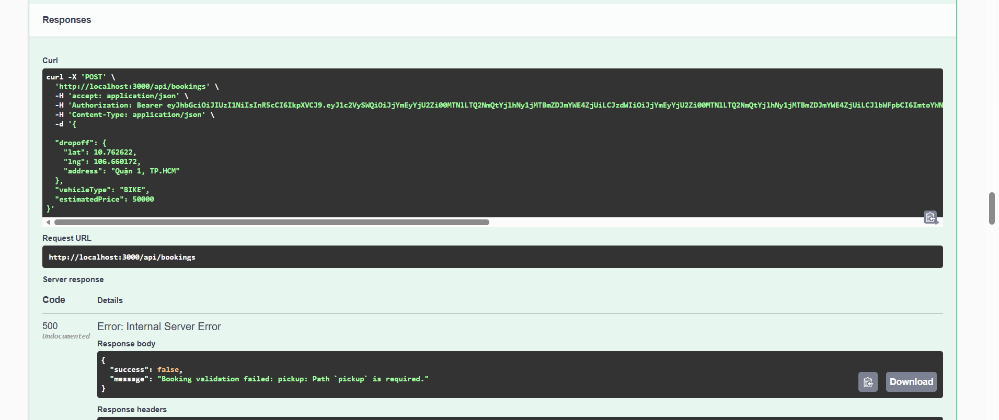 Responses
Curl
curl -X 'POST' \
'http://localhost:3000/api/bookings' \
-H 'accept: application/json' \
-H 'Authorization: Bearer eyJhbGciOiJIUzI1NiIsInR5cCI6IkpXVCJ9.eyJ1c2VySWQiOiJjYmEyYjU2Zi00MTNlLTQ2NmQtYjlhNy1jMTBmZDJmYWE4ZjUiLCJzdWIiOiJjYmEyYjU2Zi00MTNlLTQ2NmQtYjlhNy1jMTBmZDJmYWE4ZjUiLCJlbWFpbCI6ImtoYWN
-H 'Content-Type: application/json' \
-d '{
"dropoff": {
"lat": 10.762622,
"lng": 106.660172,
"address": "Quận 1, TP.HCM"
},
"vehicleType": "BIKE",
"estimatedPrice": 50000
}'
Request URL
http://localhost:3000/api/bookings
Server response
Code Details
500 Error: Internal Server Error
Undocumented
Response body
{
"success": false,
"message": "Booking validation failed: pickup: Path `pickup` is required."
}
Download
Response headers